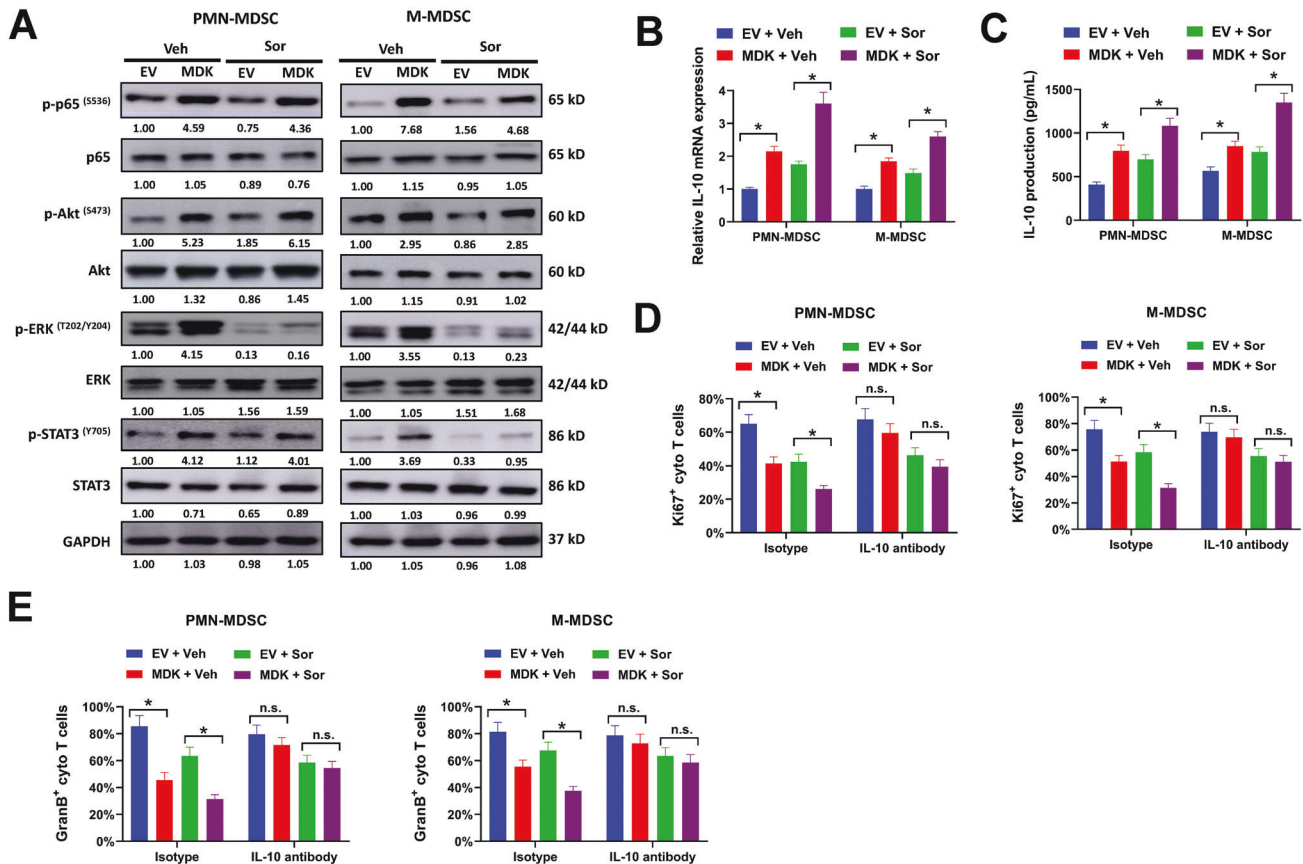 A
PMN-MDSC M-MDSC
Veh Sor Veh Sor
EV MDK EV MDK EV MDK EV MDK
p-p65 (S536) 65 kD
1.00 4.59 0.75 4.36 1.00 7.68 1.56 4.68
p65 65 kD
1.00 1.05 0.89 0.76 1.00 1.15 0.95 1.05
p-Akt (S473) 60 kD
1.00 5.23 1.85 6.15 1.00 2.95 0.86 2.85
Akt 60 kD
1.00 1.32 0.86 1.45 1.00 1.15 0.91 1.02
p-ERK (T202/Y204) 42/44 kD
1.00 4.15 0.13 0.16 1.00 3.55 0.13 0.23
ERK 42/44 kD
1.00 1.05 1.56 1.59 1.00 1.05 1.51 1.68
p-STAT3 (Y705) 86 kD
1.00 4.12 1.12 4.01 1.00 3.69 0.33 0.95
STAT3 86 kD
1.00 0.71 0.65 0.89 1.00 1.03 0.96 0.99
GAPDH 37 kD
1.00 1.03 0.98 1.05 1.00 1.05 0.96 1.08
B
EV + Veh EV + Sor
MDK + Veh MDK + Sor
Relative IL-10 mRNA expression
4
3
2
1
0
* * * *
PMN-MDSC M-MDSC
C
EV + Veh EV + Sor
MDK + Veh MDK + Sor
IL-10 production (pg/mL)
1500
1000
500
0
* * * *
PMN-MDSC M-MDSC
D
PMN-MDSC
EV + Veh EV + Sor
MDK + Veh MDK + Sor
Ki67+ cyto T cells
80%
60%
40%
20%
0%
* * n.s. n.s.
Isotype IL-10 antibody
M-MDSC
EV + Veh EV + Sor
MDK + Veh MDK + Sor
Ki67+ cyto T cells
100%
80%
60%
40%
20%
0%
* * n.s. n.s.
Isotype IL-10 antibody
E
PMN-MDSC
EV + Veh EV + Sor
MDK + Veh MDK + Sor
GranB+ cyto T cells
100%
80%
60%
40%
20%
0%
* * n.s. n.s.
Isotype IL-10 antibody
M-MDSC
EV + Veh EV + Sor
MDK + Veh MDK + Sor
GranB+ cyto T cells
100%
80%
60%
40%
20%
0%
* * n.s. n.s.
Isotype IL-10 antibody